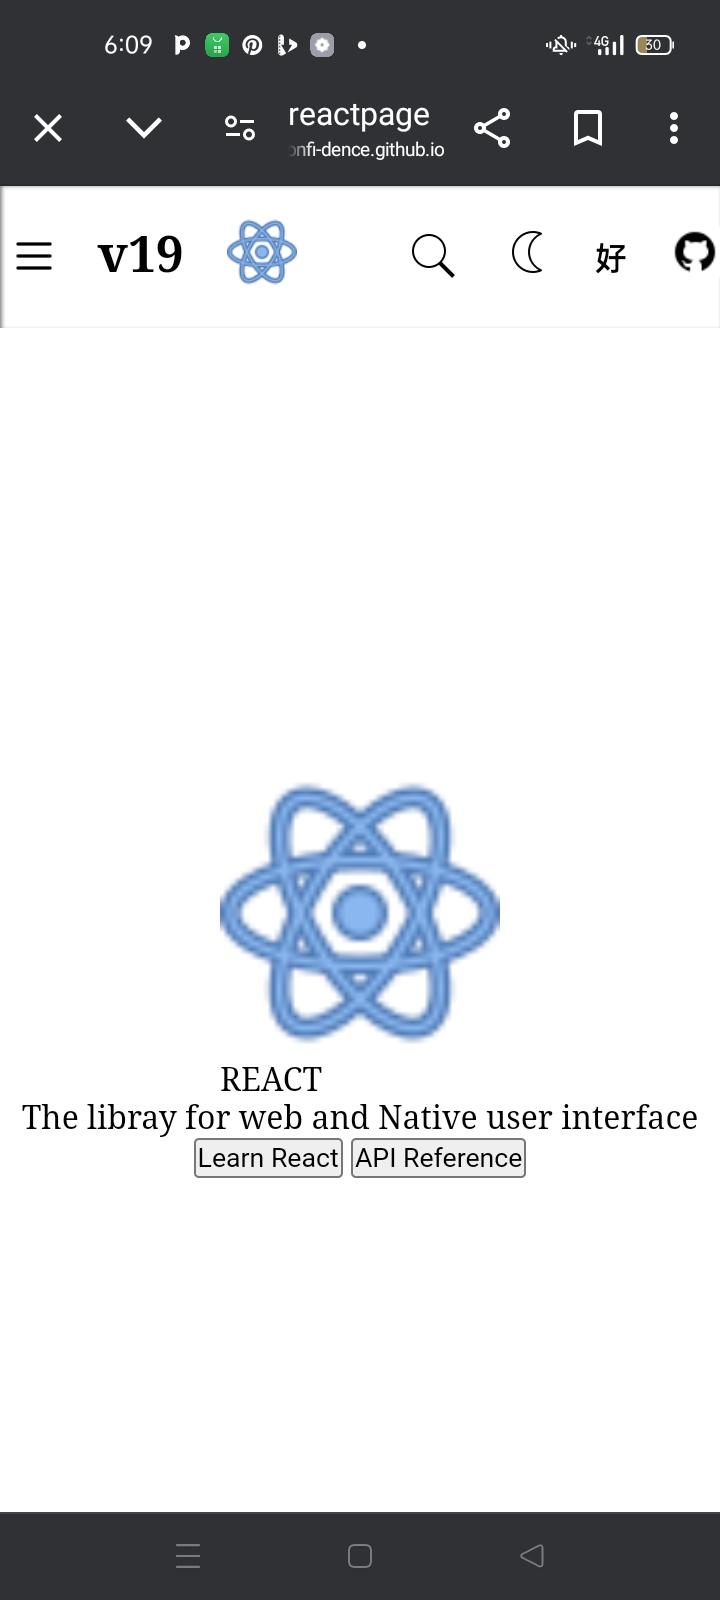 6:09
4G
30
reactpage
onfi-dence.github.io
v19
好
REACT
The libray for web and Native user interface
Learn React
API Reference